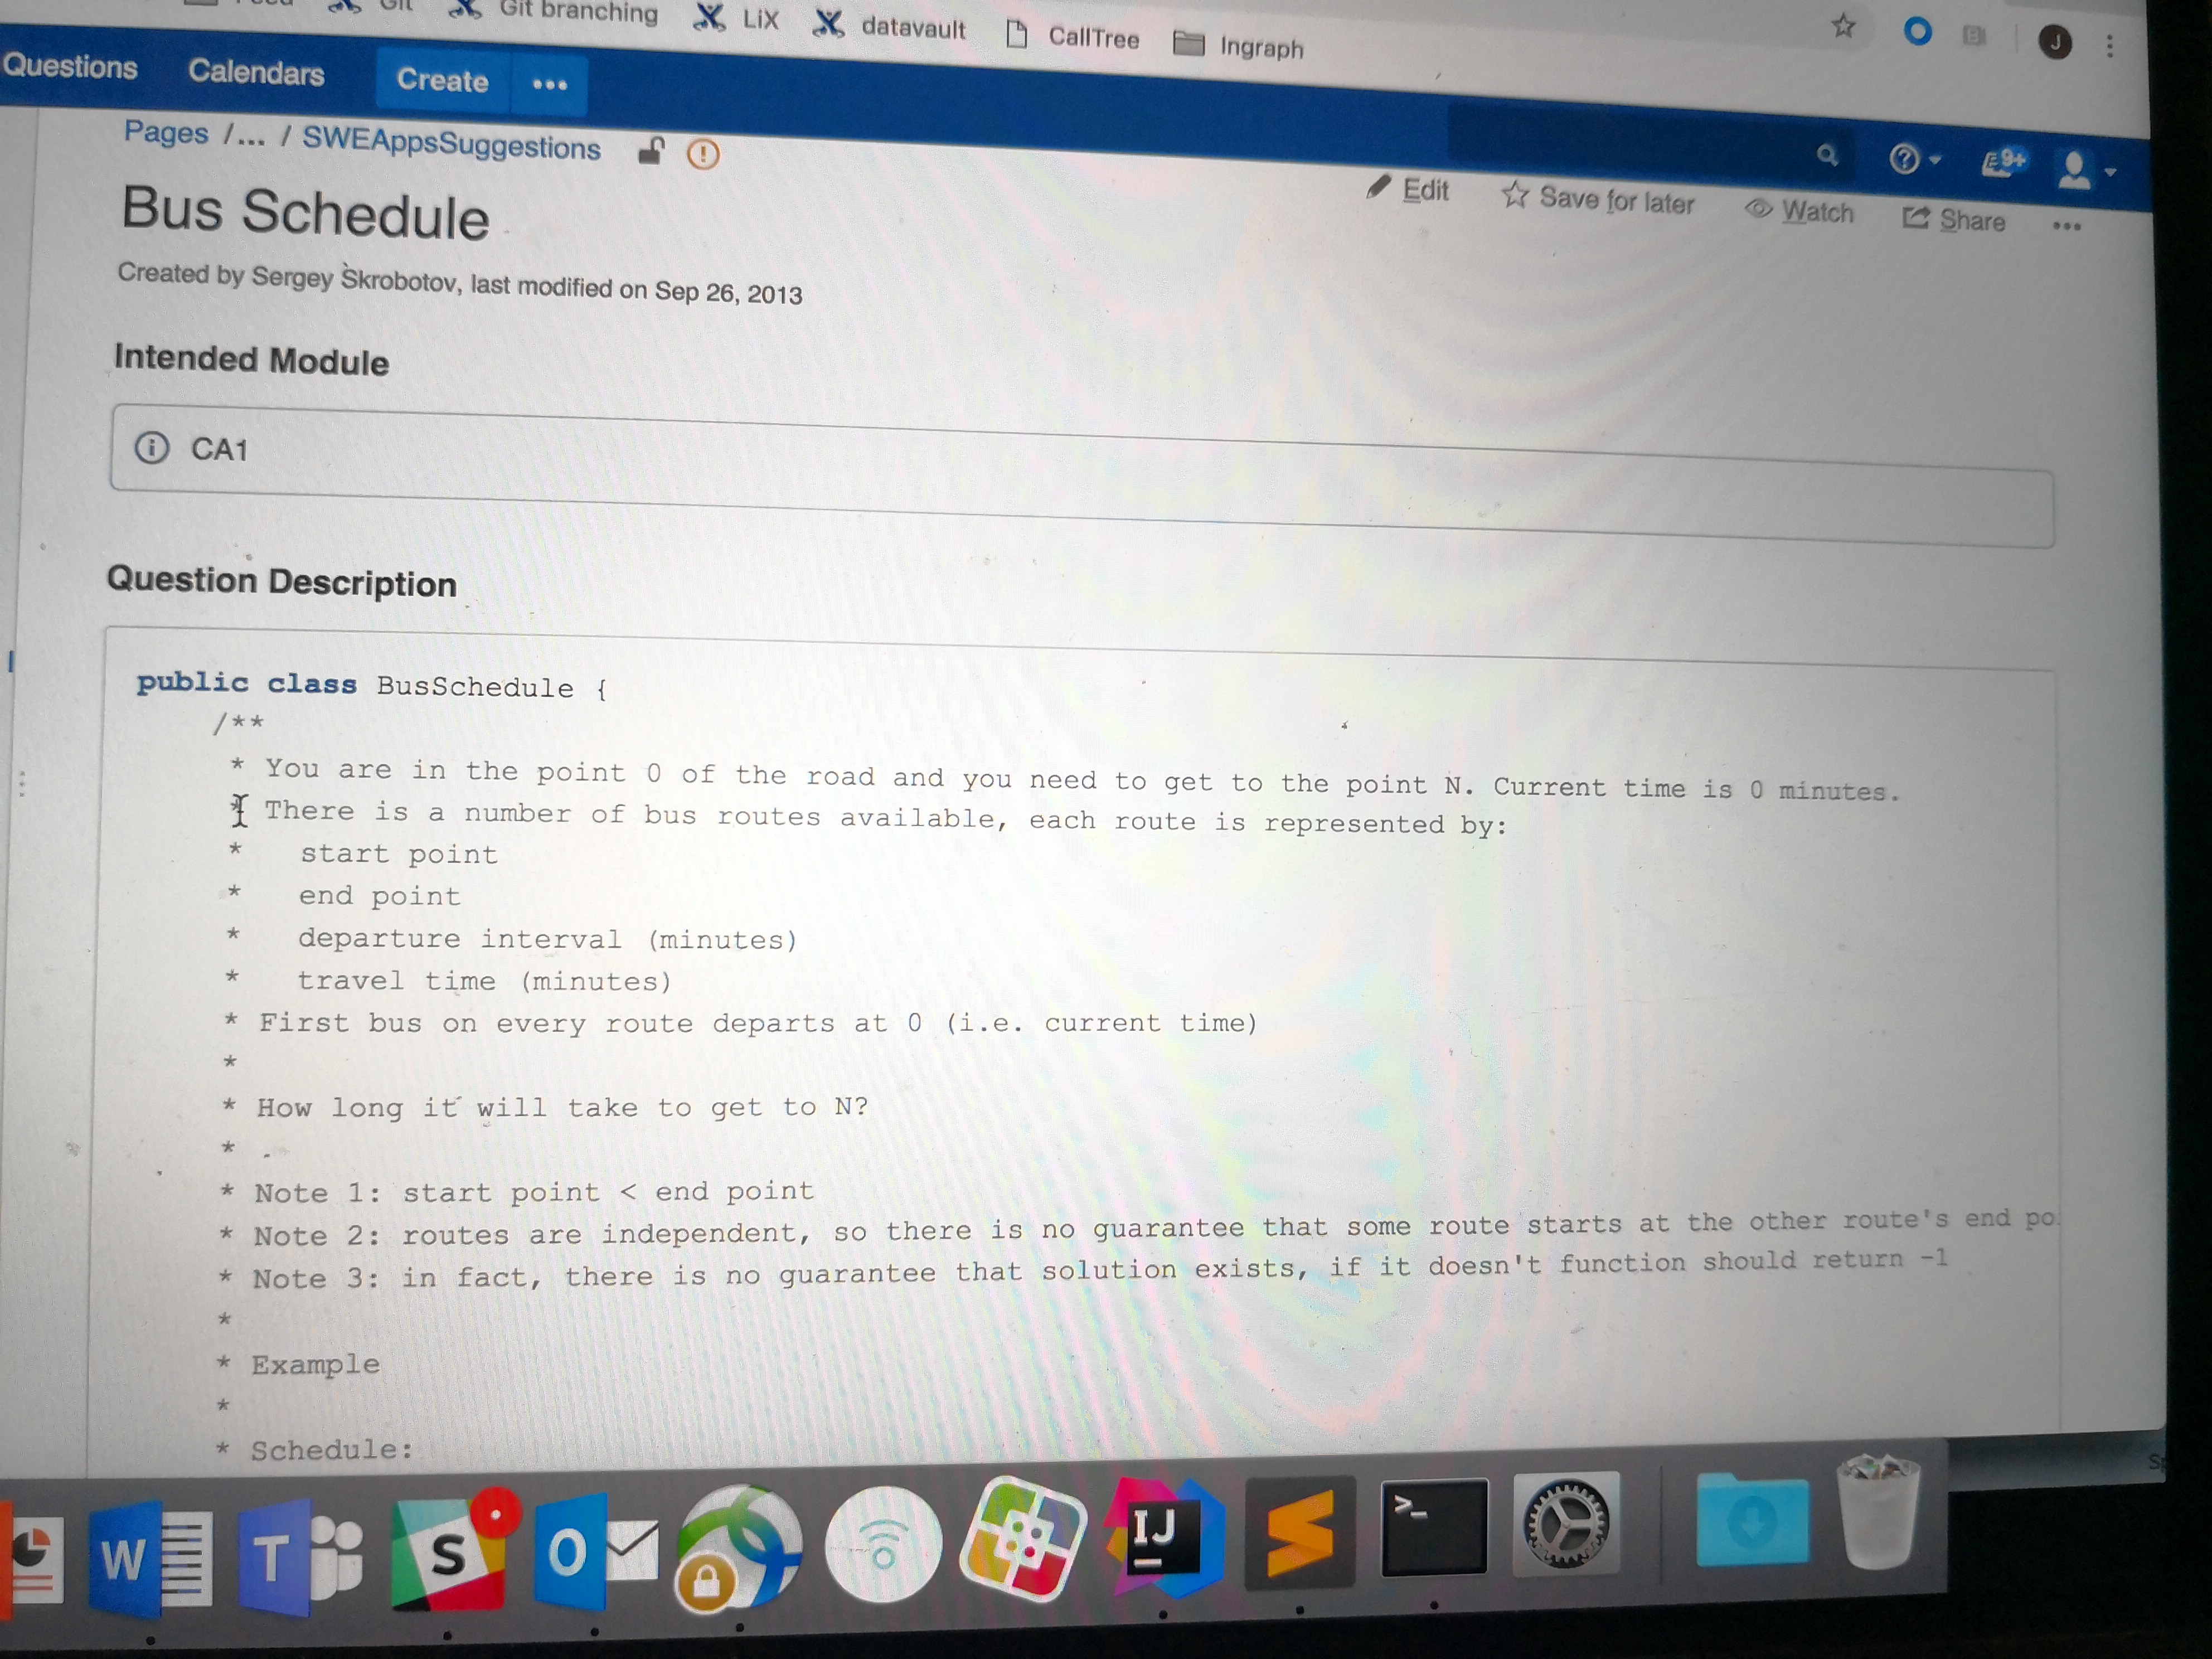 Git branching
LiX
datavault
CallTree
Ingraph
J
Questions
Calendars
Create
•••
9+
Pages /... / SWEAppsSuggestions
Edit
Save for later
Watch
Share
•••
Bus Schedule
Created by Sergey Skrobotov, last modified on Sep 26, 2013
Intended Module
CA1
Question Description
public class BusSchedule {
/**
* You are in the point 0 of the road and you need to get to the point N. Current time is 0 minutes.
* There is a number of bus routes available, each route is represented by:
* start point
* end point
* departure interval (minutes)
* travel time (minutes)
* First bus on every route departs at 0 (i.e. current time)
*
* How long it will take to get to N?
*
* Note 1: start point < end point
* Note 2: routes are independent, so there is no guarantee that some route starts at the other route's end po
* Note 3: in fact, there is no guarantee that solution exists, if it doesn't function should return -1
*
* Example
*
* Schedule:
W
T
S
O
IJ
>_